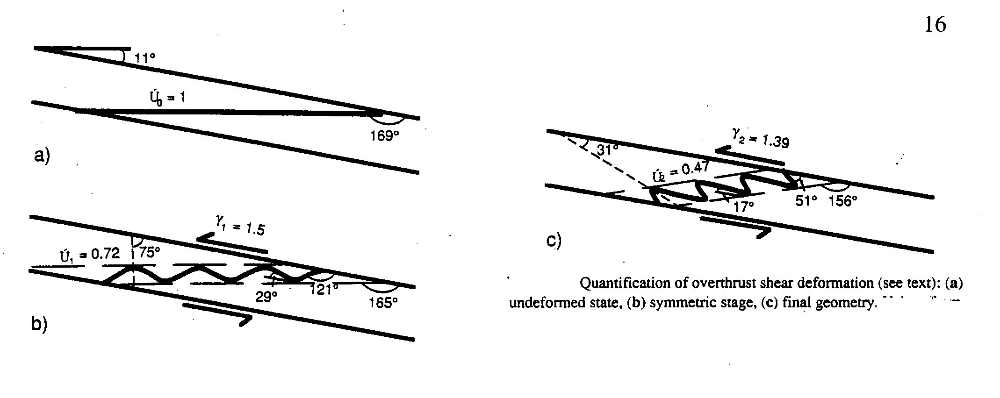 16
11°
Ú₀ = 1
169°
a)
γ₁ = 1.5
Ú₁ = 0.72
75°
29°
121°
165°
b)
γ₂ = 1.39
31°
Ú₂ = 0.47
17°
51°
156°
c)
Quantification of overthrust shear deformation (see text): (a)
undeformed state, (b) symmetric stage, (c) final geometry.